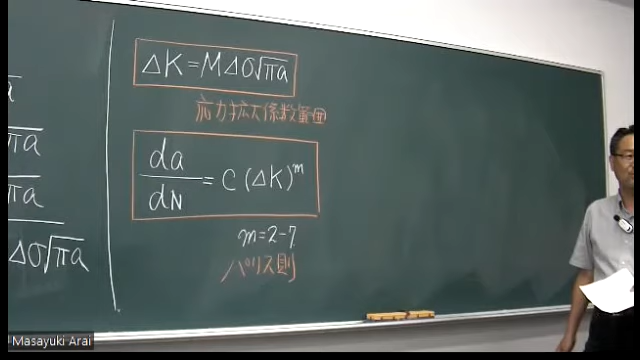 a
√πa
√πa
Δσ√πa
ΔK=MΔσ√πa
応力拡大係数範囲
da/dN = C (ΔK)^m
m=2-7
パリス則
Masayuki Arai